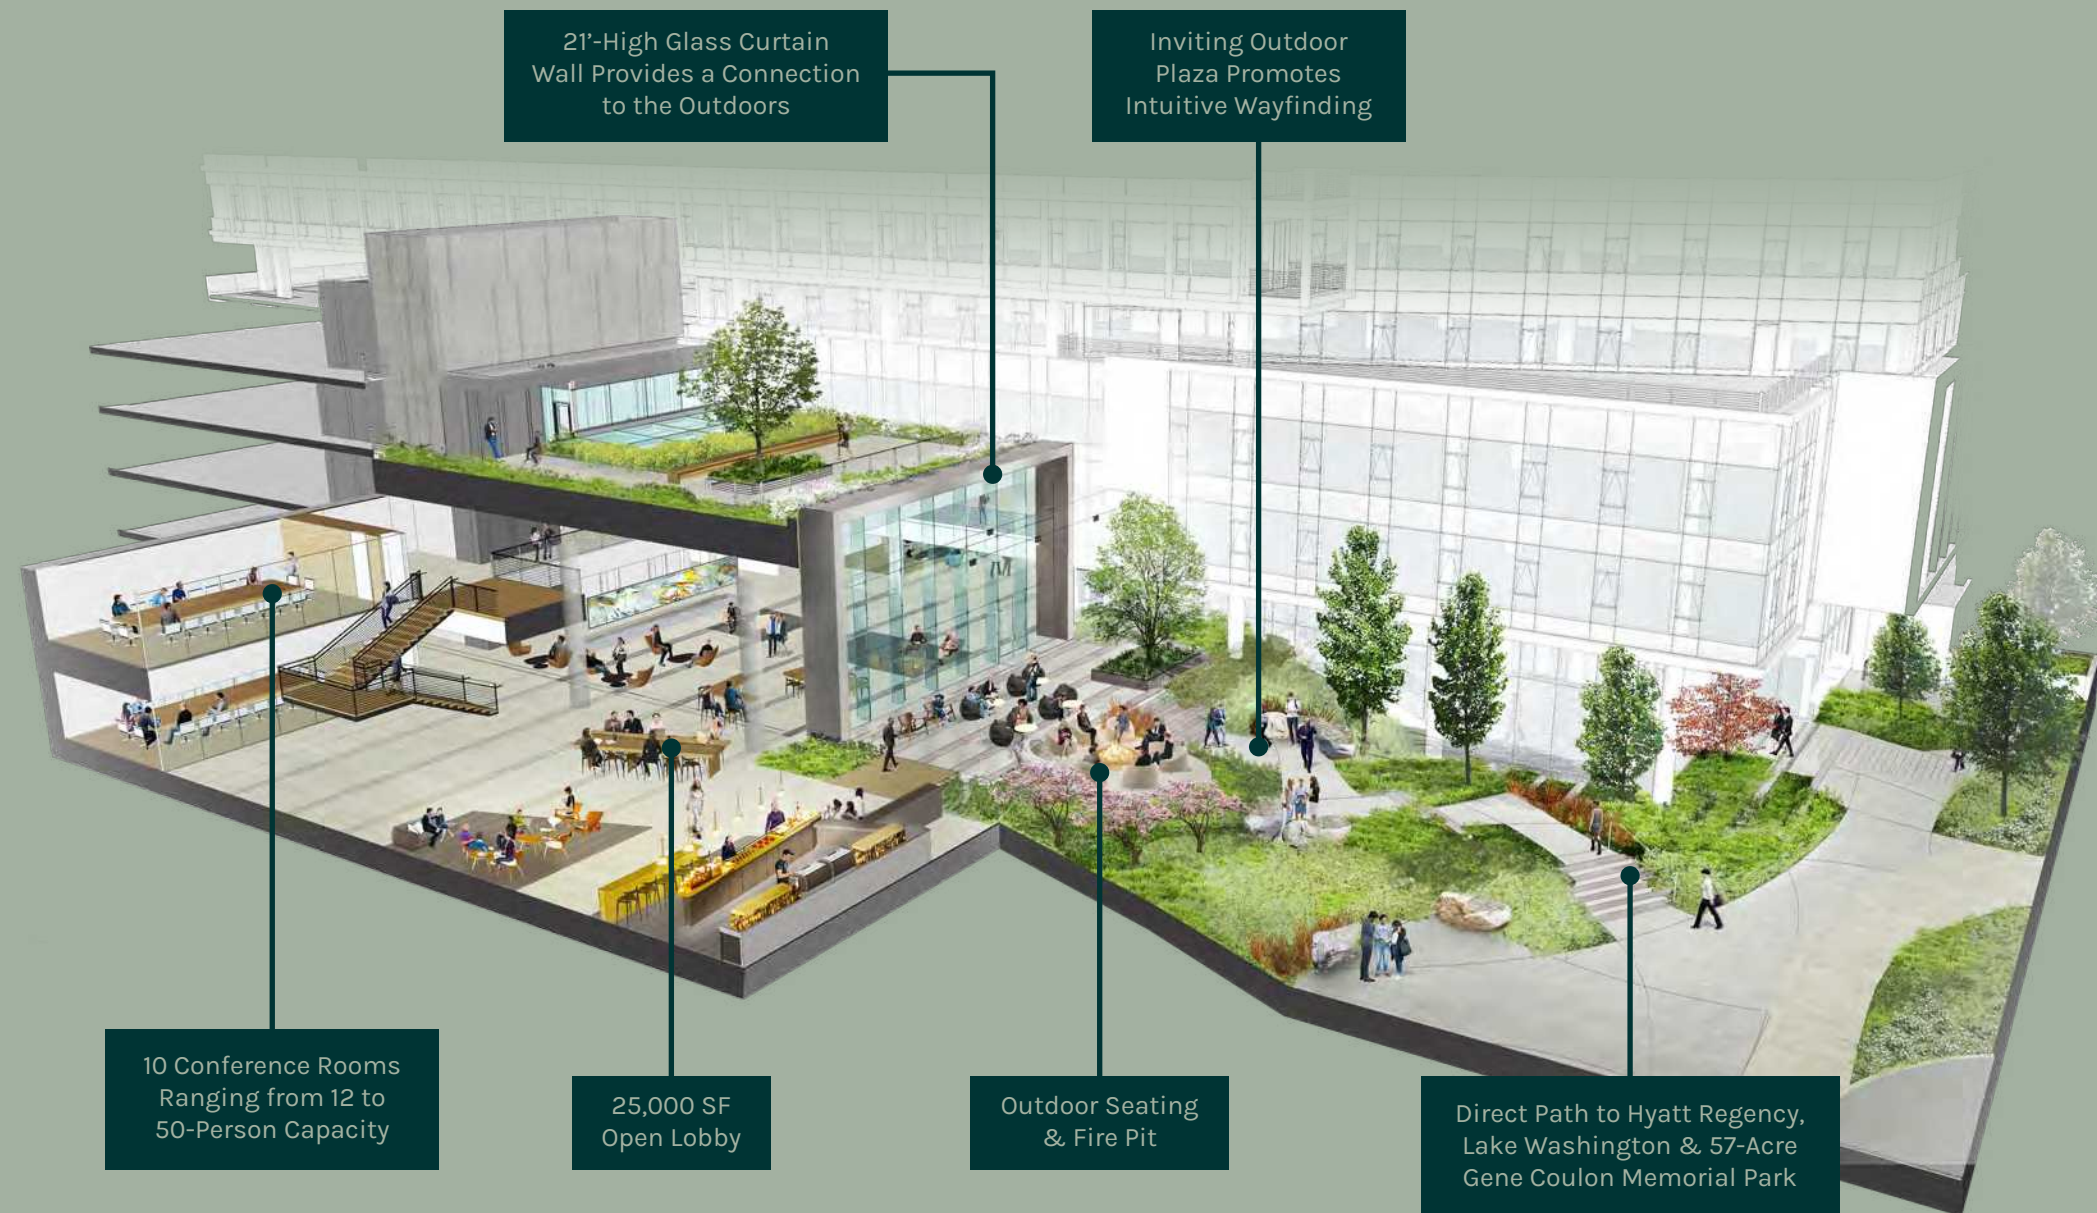 21’-High Glass Curtain
Wall Provides a Connection
to the Outdoors
Inviting Outdoor
Plaza Promotes
Intuitive Wayfinding
10 Conference Rooms
Ranging from 12 to
50-Person Capacity
25,000 SF
Open Lobby
Outdoor Seating
& Fire Pit
Direct Path to Hyatt Regency,
Lake Washington & 57-Acre
Gene Coulon Memorial Park